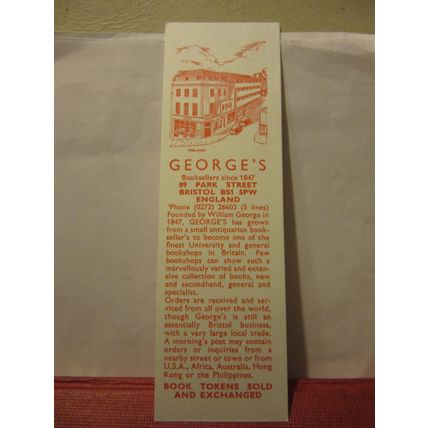 PARK STREET
GEORGE'S
Booksellers since 1847
89 PARK STREET
BRISTOL BS1 5PW
ENGLAND
'Phone (0272) 26602 (5 lines)
Founded by William George in
1847, GEORGE'S has grown
from a small antiquarian book-
seller's to become one of the
finest University and general
bookshops in Britain. Few
bookshops can show such a
marvellously varied and exten-
sive collection of books, new
and secondhand, general and
specialist.
Orders are received and ser-
viced from all over the world,
though George's is still an
essentially Bristol business,
with a very large local trade.
A morning's post may contain
orders or inquiries from a
nearby street or town or from
U.S.A., Africa, Australia, Hong
Kong or the Philippines.
BOOK TOKENS SOLD
AND EXCHANGED